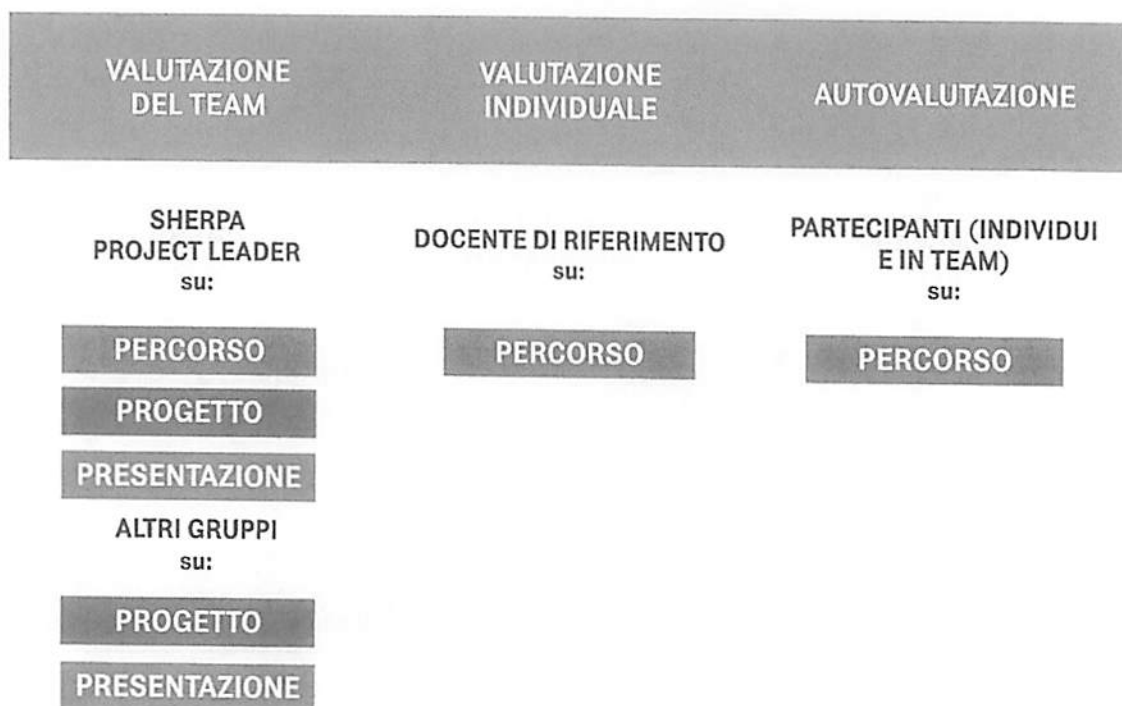 VALUTAZIONE
DEL TEAM
VALUTAZIONE
INDIVIDUALE
AUTOVALUTAZIONE
SHERPA
PROJECT LEADER
su:
PERCORSO
PROGETTO
PRESENTAZIONE
ALTRI GRUPPI
su:
PROGETTO
PRESENTAZIONE
DOCENTE DI RIFERIMENTO
su:
PERCORSO
PARTECIPANTI (INDIVIDUI
E IN TEAM)
su:
PERCORSO